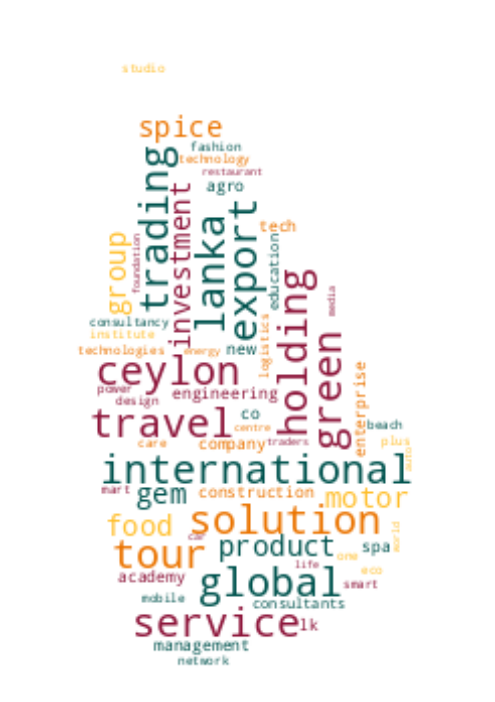 studio
spice
fashion
technology
restaurant
agro
trading
investment
lanka
export
tech
education
group
foundation
holding
media
green
consultancy
institute
technologies
energy
new
logistics
ceylon
power
design
engineering
enterprise
travel
co
centre
beach
care
company
traders
plus
auto
international
mart
gem
construction
motor
food
solution
world
car
tour
product
spa
one
life
eco
academy
global
smart
mobile
consultants
service
lk
management
network